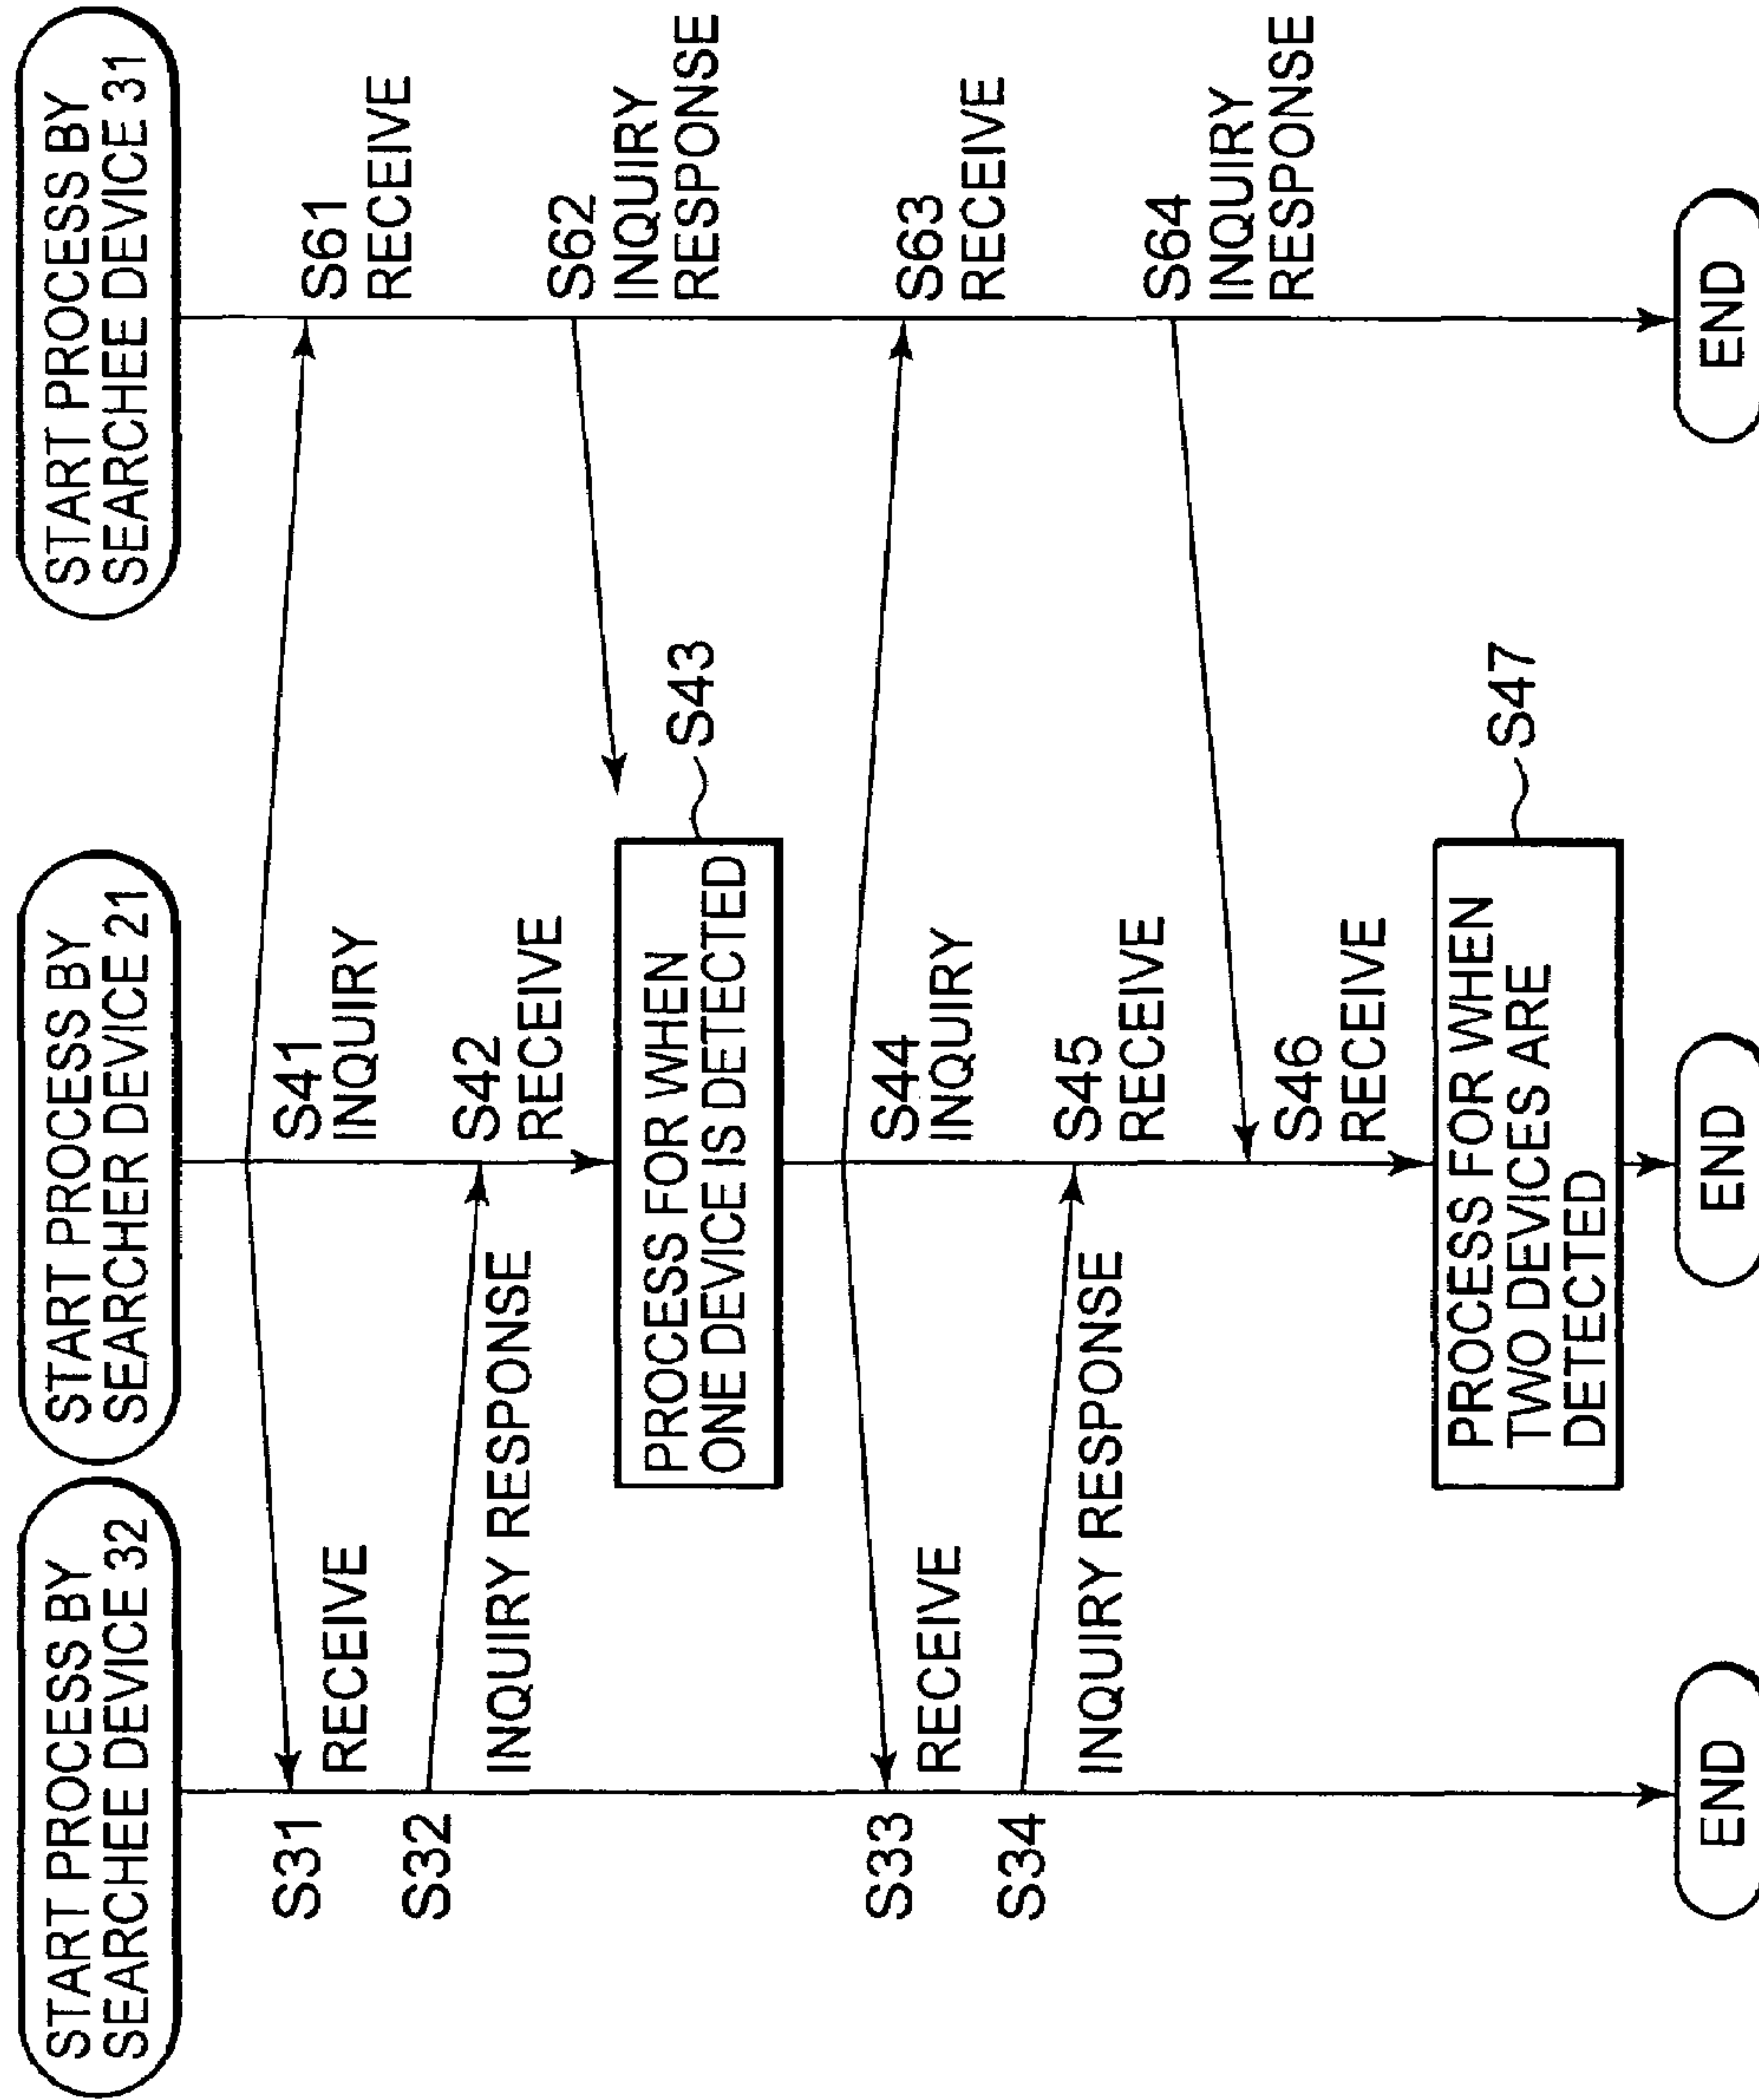 START PROCESS BY
SEARCHEE DEVICE 32
START PROCESS BY
SEARCHER DEVICE 21
START PROCESS BY
SEARCHEE DEVICE 31
S31
RECEIVE
S41
INQUIRY
S61
RECEIVE
S32
INQUIRY RESPONSE
S42
RECEIVE
S62
INQUIRY
RESPONSE
PROCESS FOR WHEN
ONE DEVICE IS DETECTED
S43
S33
RECEIVE
S44
INQUIRY
S63
RECEIVE
S34
INQUIRY RESPONSE
S45
RECEIVE
S64
INQUIRY
RESPONSE
S46
RECEIVE
PROCESS FOR WHEN
TWO DEVICES ARE
DETECTED
S47
END
END
END